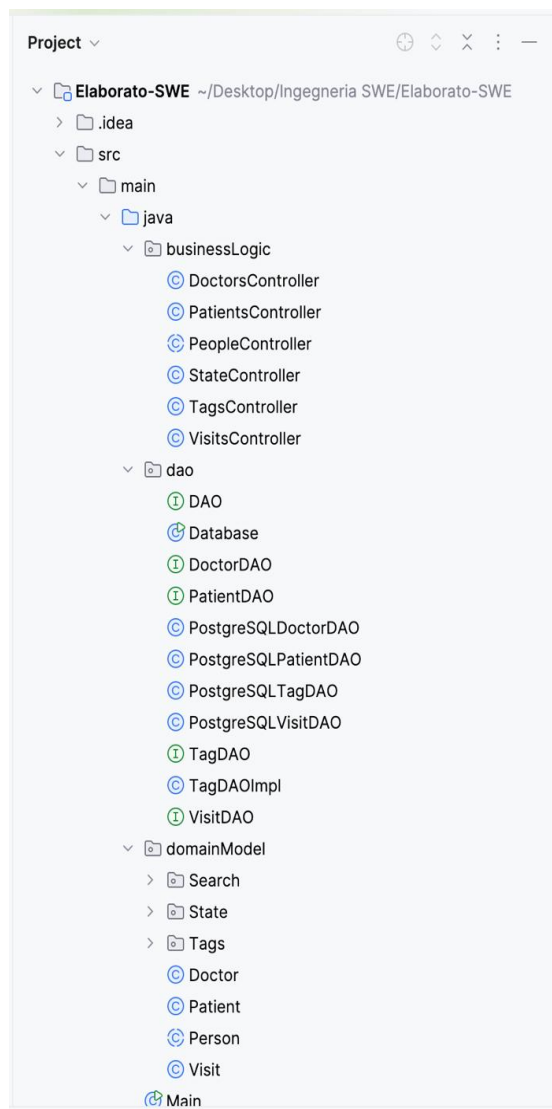 Project
Elaborato-SWE ~/Desktop/Ingegneria SWE/Elaborato-SWE
.idea
src
main
java
businessLogic
DoctorsController
PatientsController
PeopleController
StateController
TagsController
VisitsController
dao
DAO
Database
DoctorDAO
PatientDAO
PostgreSQLDoctorDAO
PostgreSQLPatientDAO
PostgreSQLTagDAO
PostgreSQLVisitDAO
TagDAO
TagDAOImpl
VisitDAO
domainModel
Search
State
Tags
Doctor
Patient
Person
Visit
Main